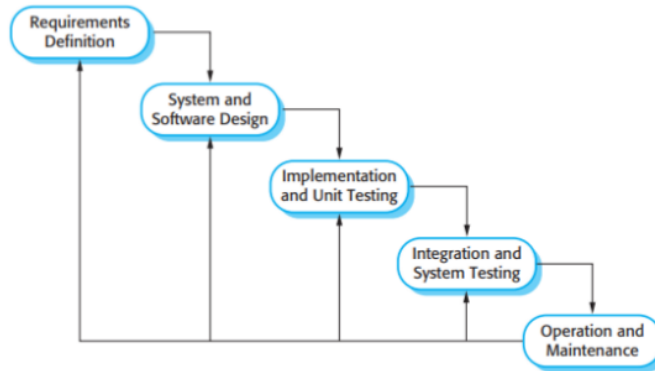 Requirements
Definition
System and
Software Design
Implementation
and Unit Testing
Integration and
System Testing
Operation and
Maintenance